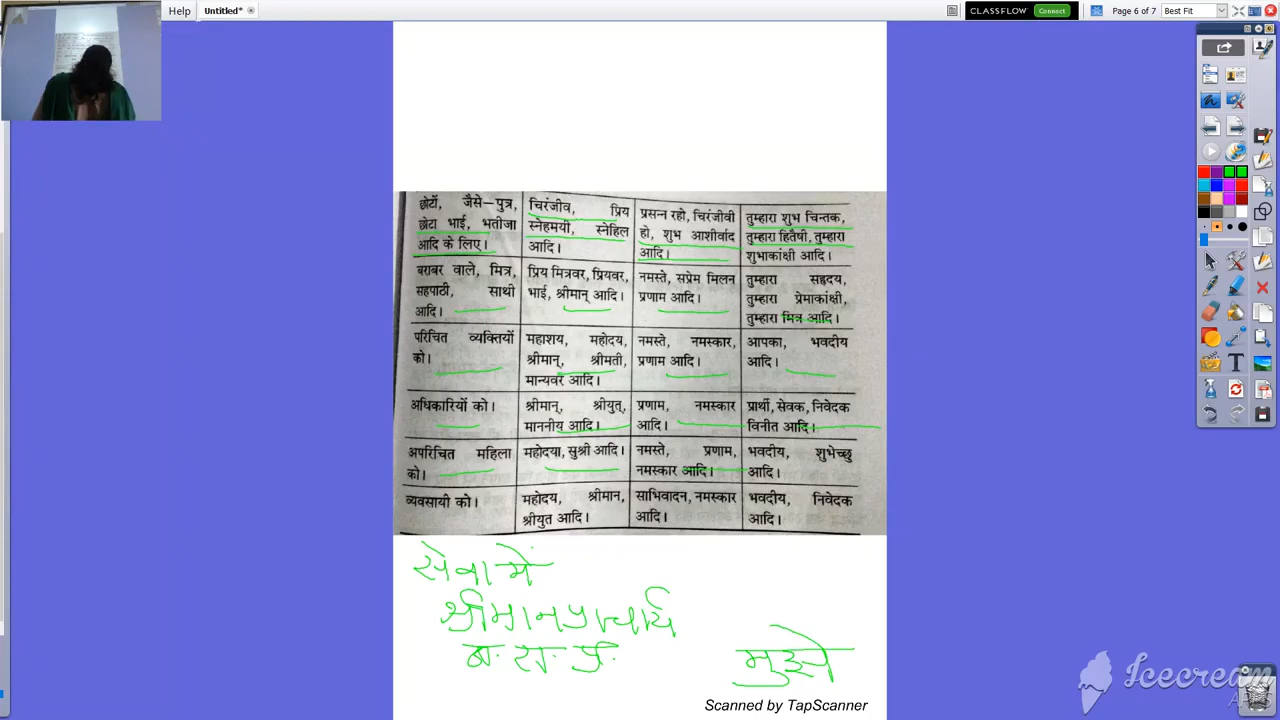 Help Untitled* CLASSFLOW Connect Page 6 of 7 Best Fit
छोटों, जैसे-पुत्र, छोटा भाई, भतीजा आदि के लिए।
चिरंजीव, प्रिय स्नेहमयी, स्नेहिल आदि।
प्रसन्न रहो, चिरंजीवी हो, शुभ आशीर्वाद आदि।
तुम्हारा शुभ चिन्तक, तुम्हारा हितैषी, तुम्हारा शुभाकांक्षी आदि।
बराबर वाले, मित्र, सहपाठी, साथी आदि।
प्रिय मित्रवर, प्रियवर, भाई, श्रीमान् आदि।
नमस्ते, सप्रेम मिलन प्रणाम आदि।
तुम्हारा सहृदय, तुम्हारा प्रेमाकांक्षी, तुम्हारा मित्र आदि।
परिचित व्यक्तियों को।
महाशय, महोदय, श्रीमान्, श्रीमती, मान्यवर आदि।
नमस्ते, नमस्कार, प्रणाम आदि।
आपका, भवदीय आदि।
अधिकारियों को।
श्रीमान्, श्रीयुत्, माननीय आदि।
प्रणाम, नमस्कार आदि।
प्रार्थी, सेवक, निवेदक विनीत आदि।
अपरिचित महिला को।
महोदया, सुश्री आदि।
नमस्ते, प्रणाम, नमस्कार आदि।
भवदीय, शुभेच्छु आदि।
व्यवसायी को।
महोदय, श्रीमान, श्रीयुत आदि।
साभिवादन, नमस्कार आदि।
भवदीय, निवेदक आदि।
सेवा में
श्रीमान प्राचार्य
ब. रा. प्र.
मुझे
Scanned by TapScanner
Icecream
APPS